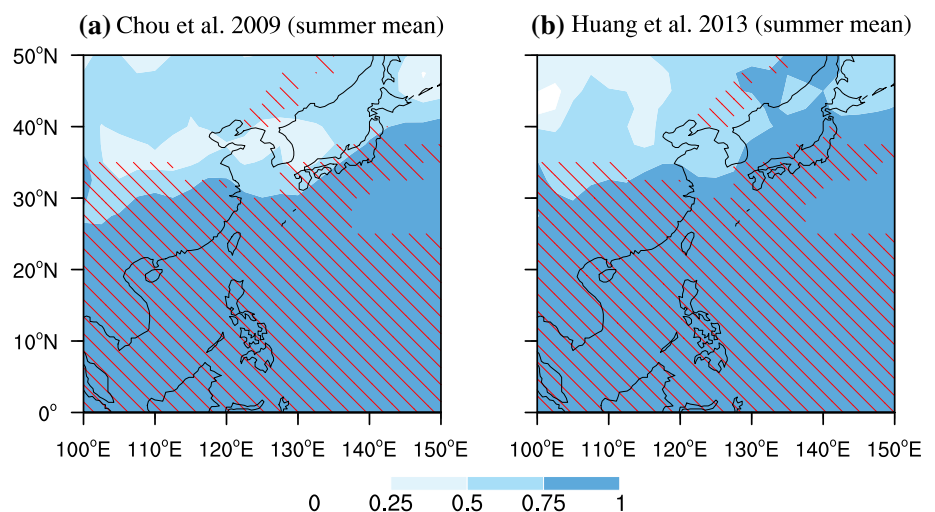 (a) Chou et al. 2009 (summer mean)
(b) Huang et al. 2013 (summer mean)
50°N
40°N
30°N
20°N
10°N
0°
100°E 110°E 120°E 130°E 140°E 150°E
100°E 110°E 120°E 130°E 140°E 150°E
0 0.25 0.5 0.75 1